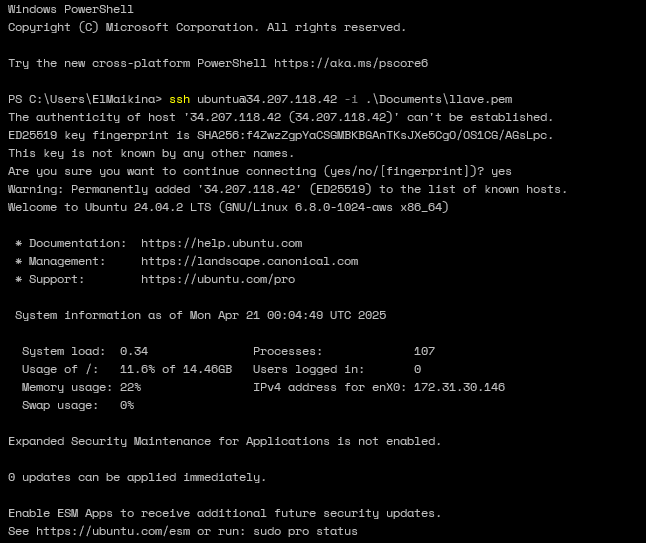 Windows PowerShell
Copyright (C) Microsoft Corporation. All rights reserved.
Try the new cross-platform PowerShell https://aka.ms/pscore6
PS C:\Users\ElMaikina> ssh ubuntu@34.207.118.42 -i .\Documents\llave.pem
The authenticity of host '34.207.118.42 (34.207.118.42)' can't be established.
ED25519 key fingerprint is SHA256:f4ZwzZgpYaCSGMBKBGAnTKsJXe5CgO/OS1CG/AGsLpc.
This key is not known by any other names.
Are you sure you want to continue connecting (yes/no/[fingerprint])? yes
Warning: Permanently added '34.207.118.42' (ED25519) to the list of known hosts.
Welcome to Ubuntu 24.04.2 LTS (GNU/Linux 6.8.0-1024-aws x86_64)
* Documentation:  https://help.ubuntu.com
* Management:     https://landscape.canonical.com
* Support:        https://ubuntu.com/pro
System information as of Mon Apr 21 00:04:49 UTC 2025
System load:  0.34               Processes:             107
Usage of /:   11.6% of 14.46GB   Users logged in:       0
Memory usage: 22%                IPv4 address for enX0: 172.31.30.146
Swap usage:   0%
Expanded Security Maintenance for Applications is not enabled.
0 updates can be applied immediately.
Enable ESM Apps to receive additional future security updates.
See https://ubuntu.com/esm or run: sudo pro status